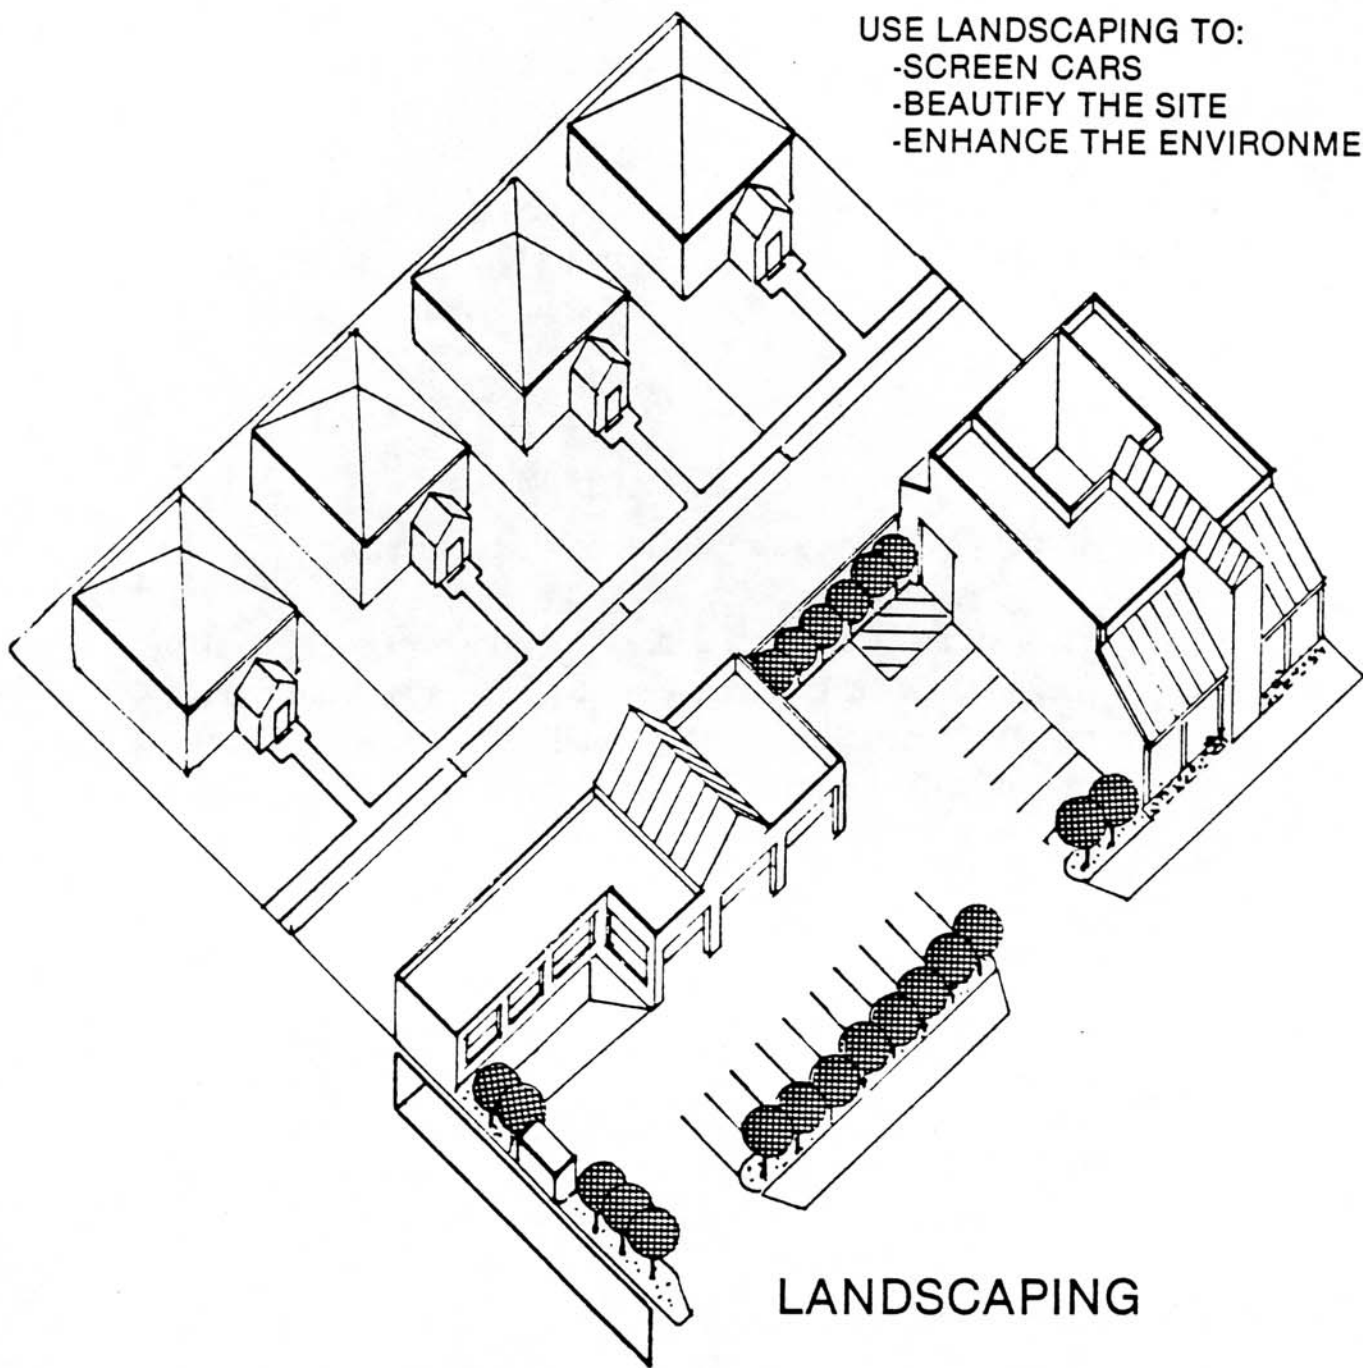 USE LANDSCAPING TO:
-SCREEN CARS
-BEAUTIFY THE SITE
-ENHANCE THE ENVIRONME
LANDSCAPING